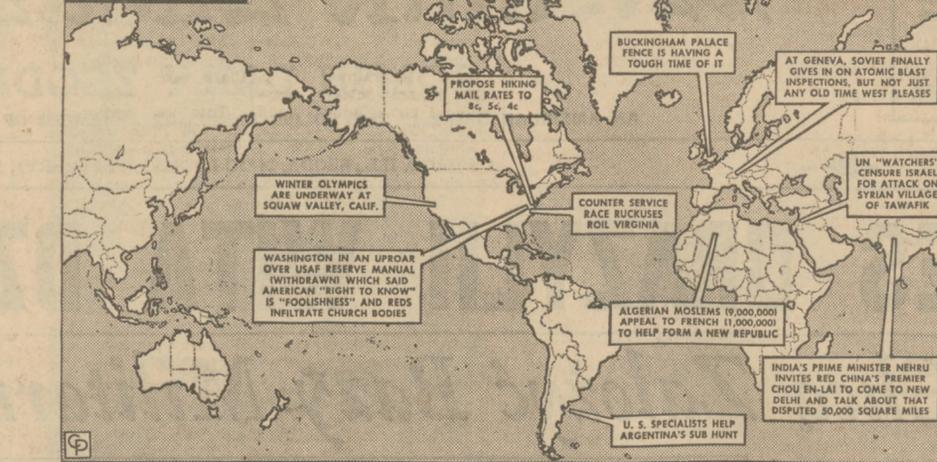 BUCKINGHAM PALACE
FENCE IS HAVING A
TOUGH TIME OF IT
AT GENEVA, SOVIET FINALLY
GIVES IN ON ATOMIC BLAST
INSPECTIONS, BUT NOT JUST
ANY OLD TIME WEST PLEASES
PROPOSE HIKING
MAIL RATES TO
8c, 5c, 4c
UN "WATCHERS"
CENSURE ISRAEL
FOR ATTACK ON
SYRIAN VILLAGE
OF TAWAFIK
WINTER OLYMPICS
ARE UNDERWAY AT
SQUAW VALLEY, CALIF.
COUNTER SERVICE
RACE RUCKUSES
ROIL VIRGINIA
WASHINGTON IN AN UPROAR
OVER USAF RESERVE MANUAL
(WITHDRAWN) WHICH SAID
AMERICAN "RIGHT TO KNOW"
IS "FOOLISHNESS" AND REDS
INFILTRATE CHURCH BODIES
ALGERIAN MOSLEMS (9,000,000)
APPEAL TO FRENCH (1,000,000)
TO HELP FORM A NEW REPUBLIC
INDIA'S PRIME MINISTER NEHRU
INVITES RED CHINA'S PREMIER
CHOU EN-LAI TO COME TO NEW
DELHI AND TALK ABOUT THAT
DISPUTED 50,000 SQUARE MILES
U. S. SPECIALISTS HELP
ARGENTINA'S SUB HUNT
CP